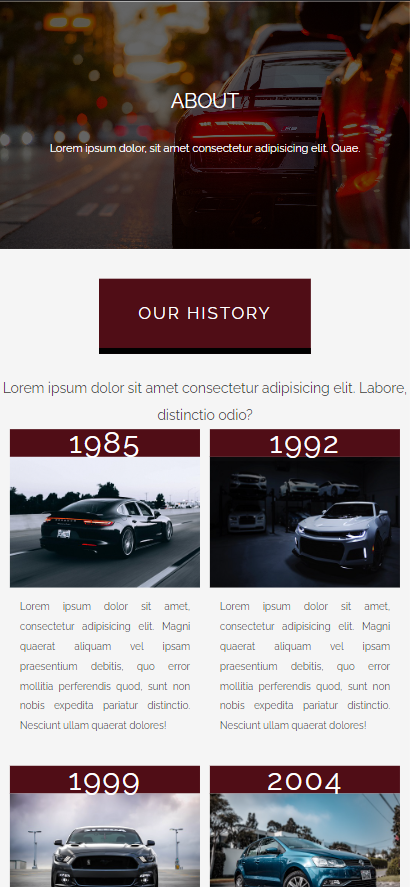 ABOUT
Lorem ipsum dolor, sit amet consectetur adipisicing elit. Quae.
OUR HISTORY
Lorem ipsum dolor sit amet consectetur adipisicing elit. Labore,
distinctio odio?
1985
Lorem ipsum dolor sit amet,
consectetur adipisicing elit. Magni
quaerat aliquam vel ipsam
praesentium debitis, quo error
mollitia perferendis quod, sunt non
nobis expedita pariatur distinctio.
Nesciunt ullam quaerat dolores!
1992
Lorem ipsum dolor sit amet,
consectetur adipisicing elit. Magni
quaerat aliquam vel ipsam
praesentium debitis, quo error
mollitia perferendis quod, sunt non
nobis expedita pariatur distinctio.
Nesciunt ullam quaerat dolores!
1999
2004